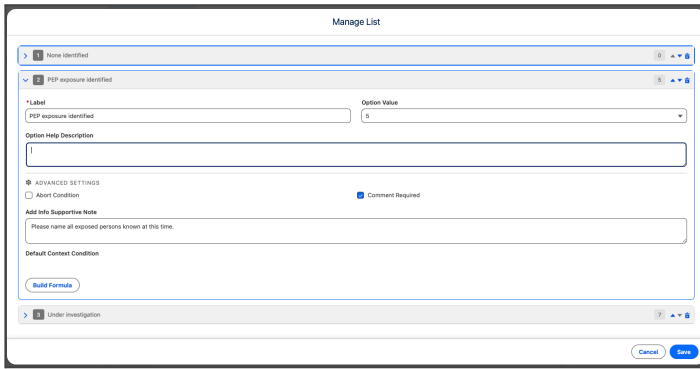 Manage List
1 None identified 0
2 PEP exposure identified 5
*Label Option Value
PEP exposure identified 5
Option Help Description
ADVANCED SETTINGS
Abort Condition Comment Required
Add Info Supportive Note
Please name all exposed persons known at this time.
Default Context Condition
Build Formula
3 Under investigation 7
Cancel Save